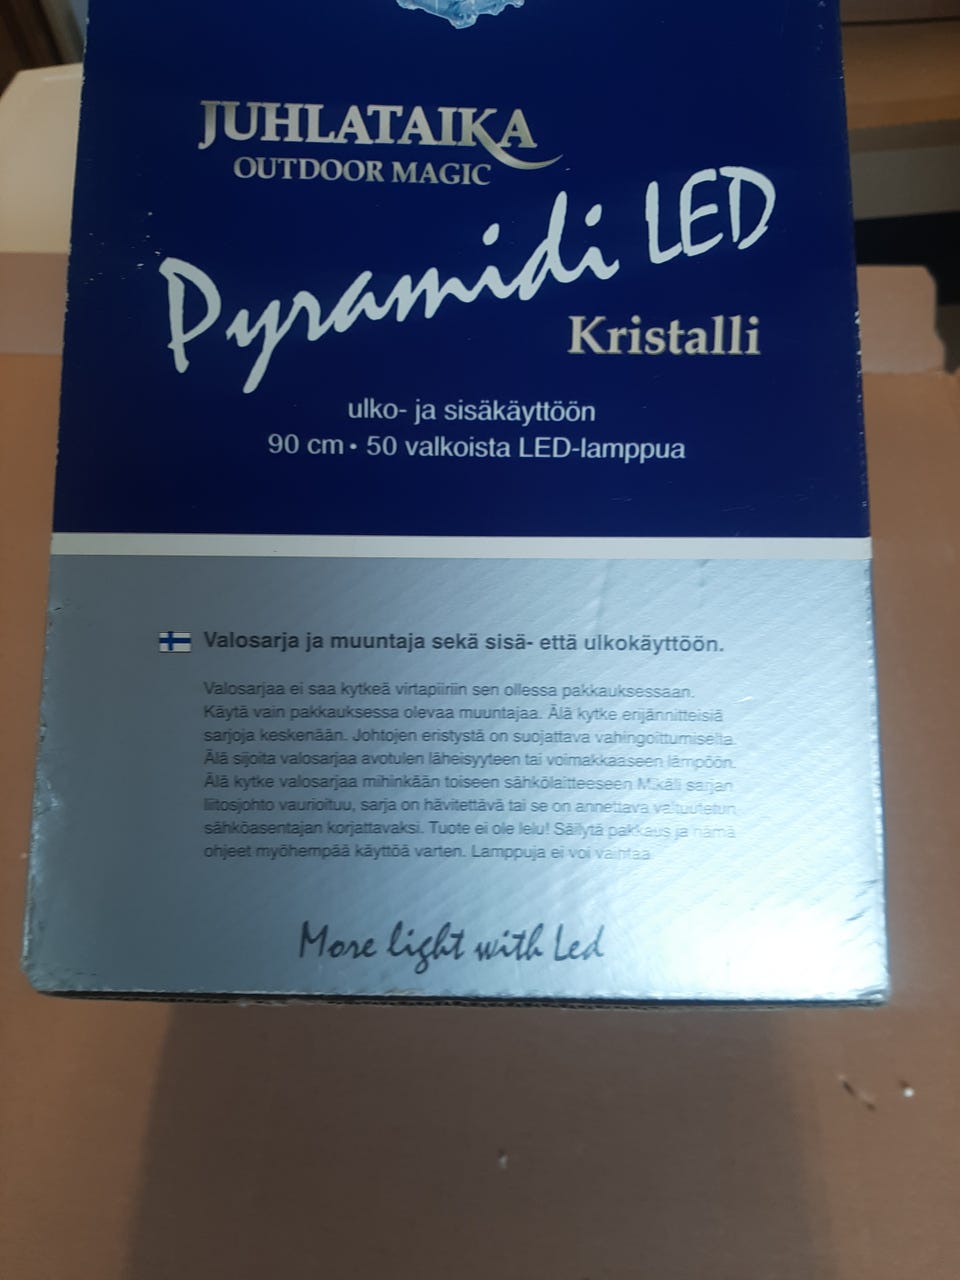 JUHLATAIKA
OUTDOOR MAGIC
Pyramidi LED
Kristalli
ulko- ja sisäkäyttöön
90 cm • 50 valkoista LED-lamppua
Valosarja ja muuntaja sekä sisä- että ulkokäyttöön.
Valosarjaa ei saa kytkeä virtapiiriin sen ollessa pakkauksessaan.
Käytä vain pakkauksessa olevaa muuntajaa. Älä kytke erijännitteisiä
sarjoja keskenään. Johtojen eristystä on suojattava vahingoittumiselta.
Älä sijoita valosarjaa avotulen läheisyyteen tai voimakkaaseen lämpöön.
Älä kytke valosarjaa mihinkään toiseen sähkölaitteeseen Mikäli sarjan
liitosjohto vaurioituu, sarja on hävitettävä tai se on annettava valtuutetun
sähköasentajan korjattavaksi. Tuote ei ole lelu! Säilytä pakkaus ja nämä
ohjeet myöhempää käyttöä varten. Lamppuja ei voi vaihtaa.
More light with Led